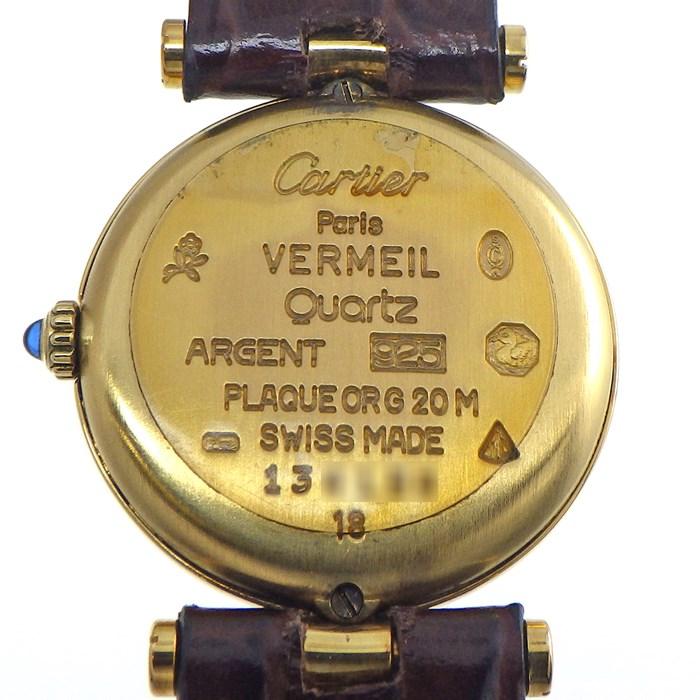 Cartier
Paris
VERMEIL
Quartz
ARGENT 925
PLAQUE OR G 20 M
SWISS MADE
13
18